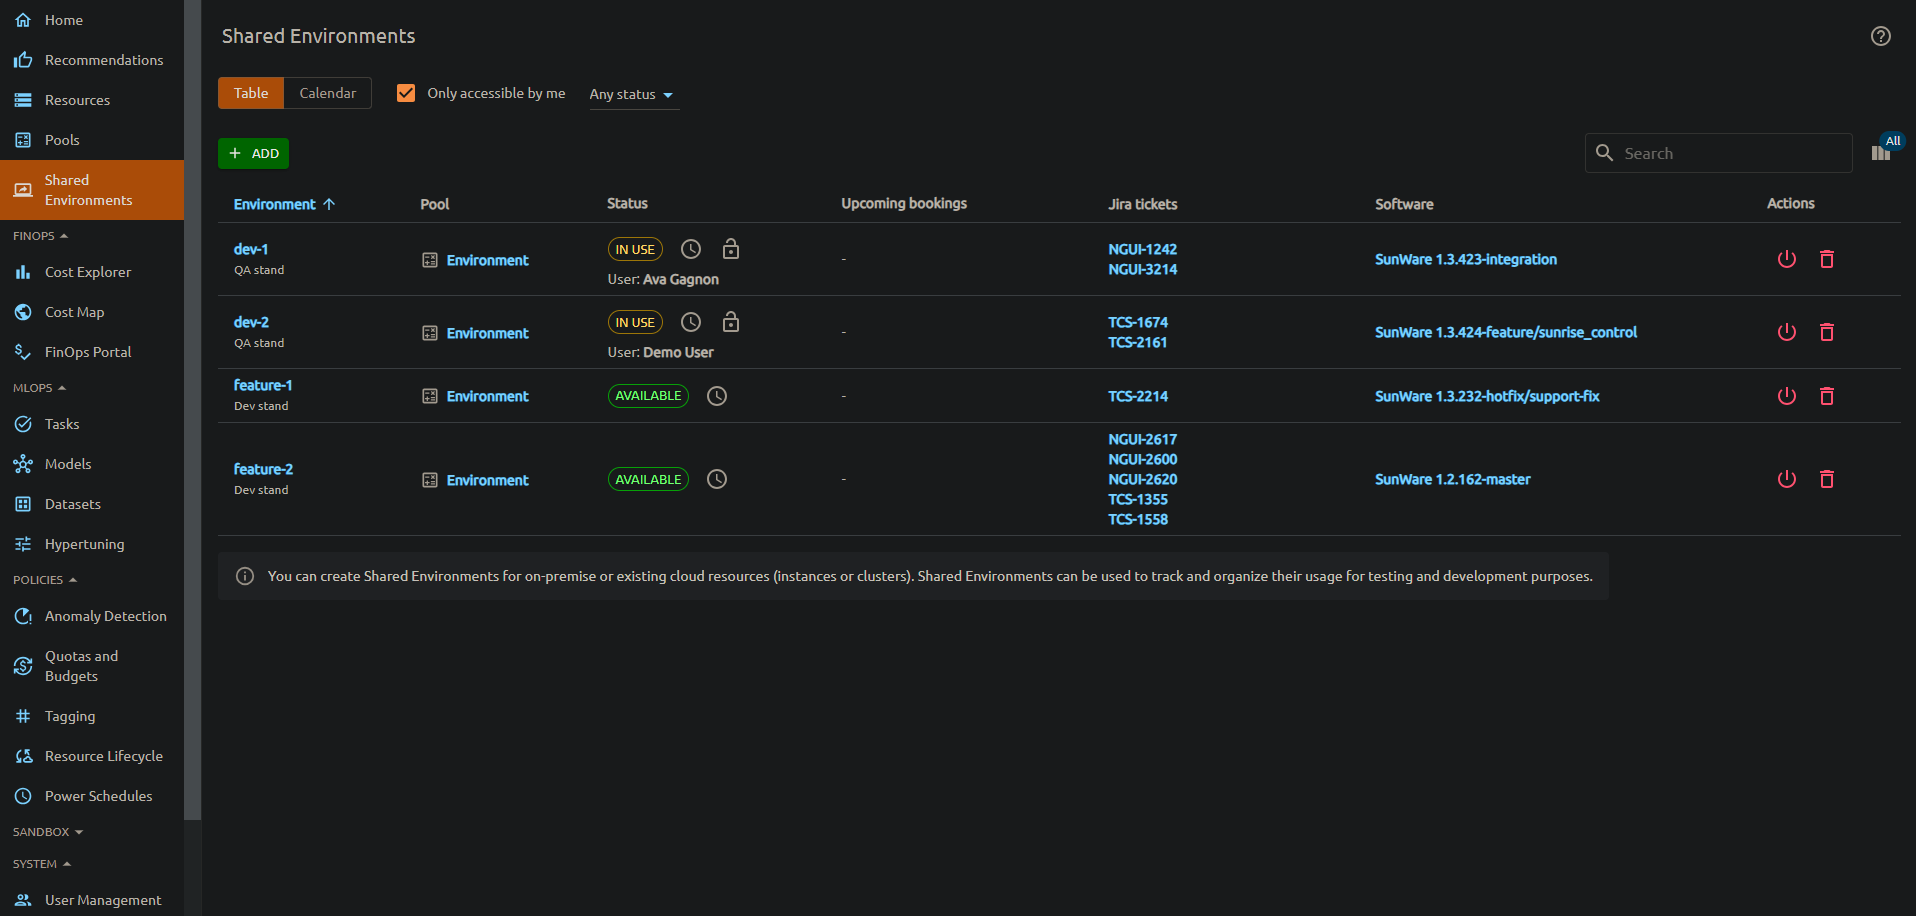 Home
Recommendations
Resources
Pools
Shared
Environments
FINOPS
Cost Explorer
Cost Map
FinOps Portal
MLOPS
Tasks
Models
Datasets
Hypertuning
POLICIES
Anomaly Detection
Quotas and
Budgets
Tagging
Resource Lifecycle
Power Schedules
SANDBOX
SYSTEM
User Management
Shared Environments
Table Calendar Only accessible by me Any status
ADD Search All
Environment Pool Status Upcoming bookings Jira tickets Software Actions
dev-1
QA stand
Environment
IN USE
User: Ava Gagnon
-
NGUI-1242
NGUI-3214
SunWare 1.3.423-integration
dev-2
QA stand
Environment
IN USE
User: Demo User
-
TCS-1674
TCS-2161
SunWare 1.3.424-feature/sunrise_control
feature-1
Dev stand
Environment
AVAILABLE
-
TCS-2214
SunWare 1.3.232-hotfix/support-fix
feature-2
Dev stand
Environment
AVAILABLE
-
NGUI-2617
NGUI-2600
NGUI-2620
TCS-1355
TCS-1558
SunWare 1.2.162-master
You can create Shared Environments for on-premise or existing cloud resources (instances or clusters). Shared Environments can be used to track and organize their usage for testing and development purposes.